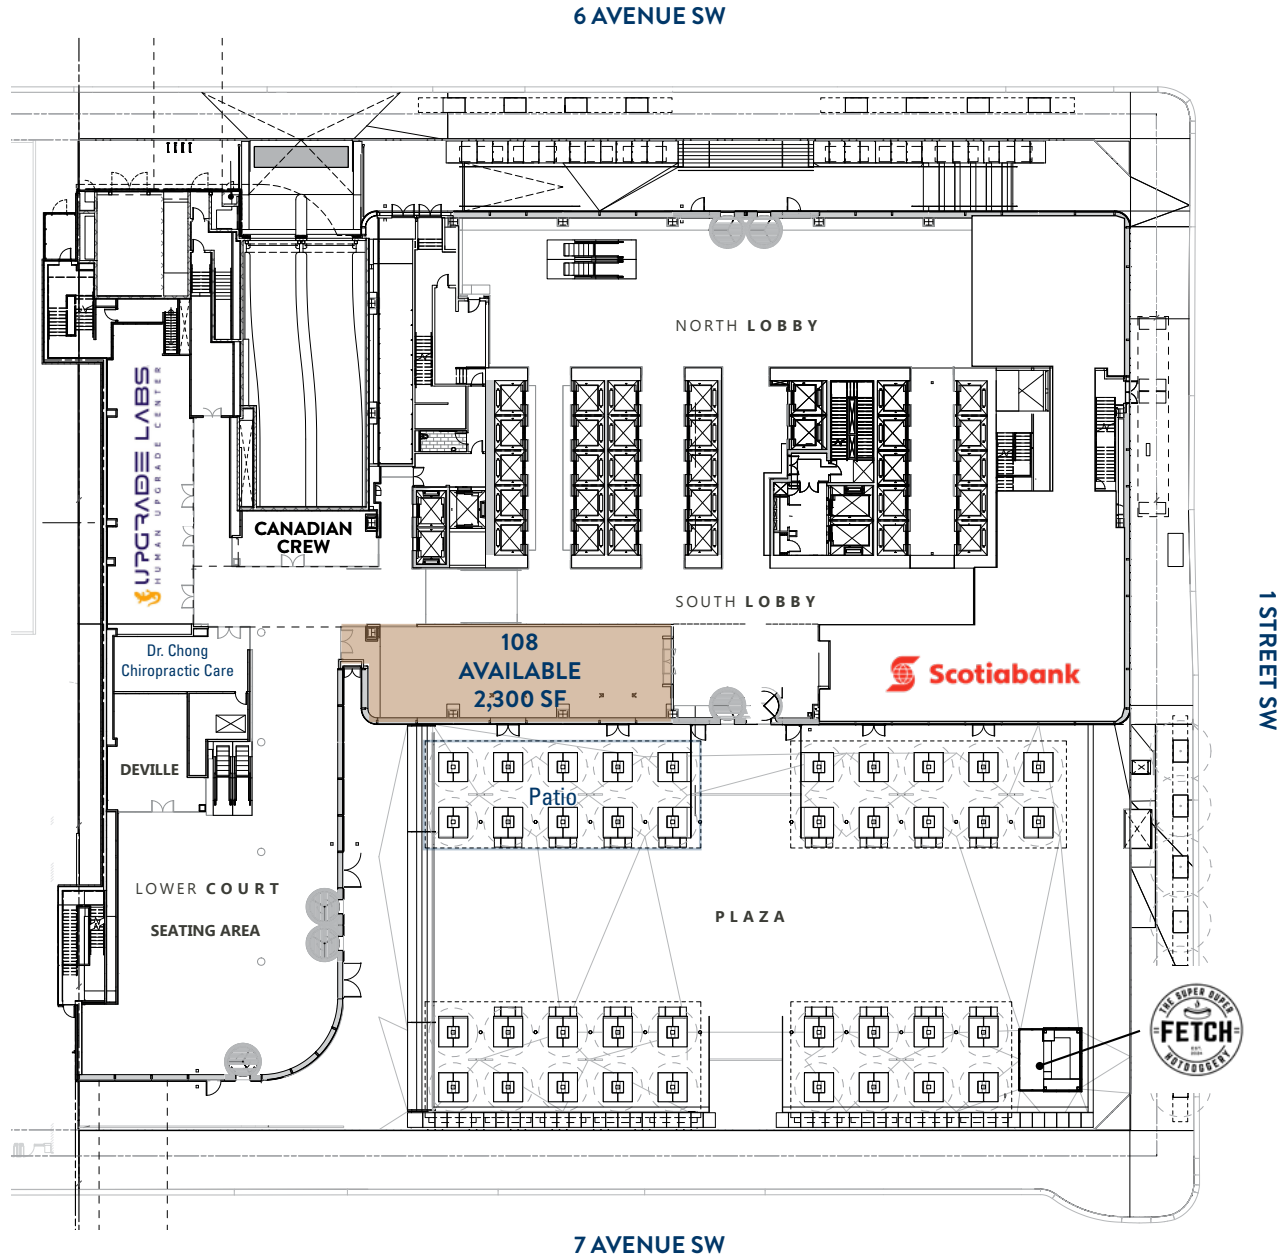 6 AVENUE SW
NORTH LOBBY
UPGRADE LABS
HUMAN UPGRADE CENTER
CANADIAN
CREW
SOUTH LOBBY
1 STREET SW
108
AVAILABLE
2,300 SF
Dr. Chong
Chiropractic Care
Scotiabank
DEVILLE
Patio
LOWER COURT
SEATING AREA
PLAZA
THE SUPER DUPER
FETCH
EST.
2024
HOTDOGGERY
7 AVENUE SW